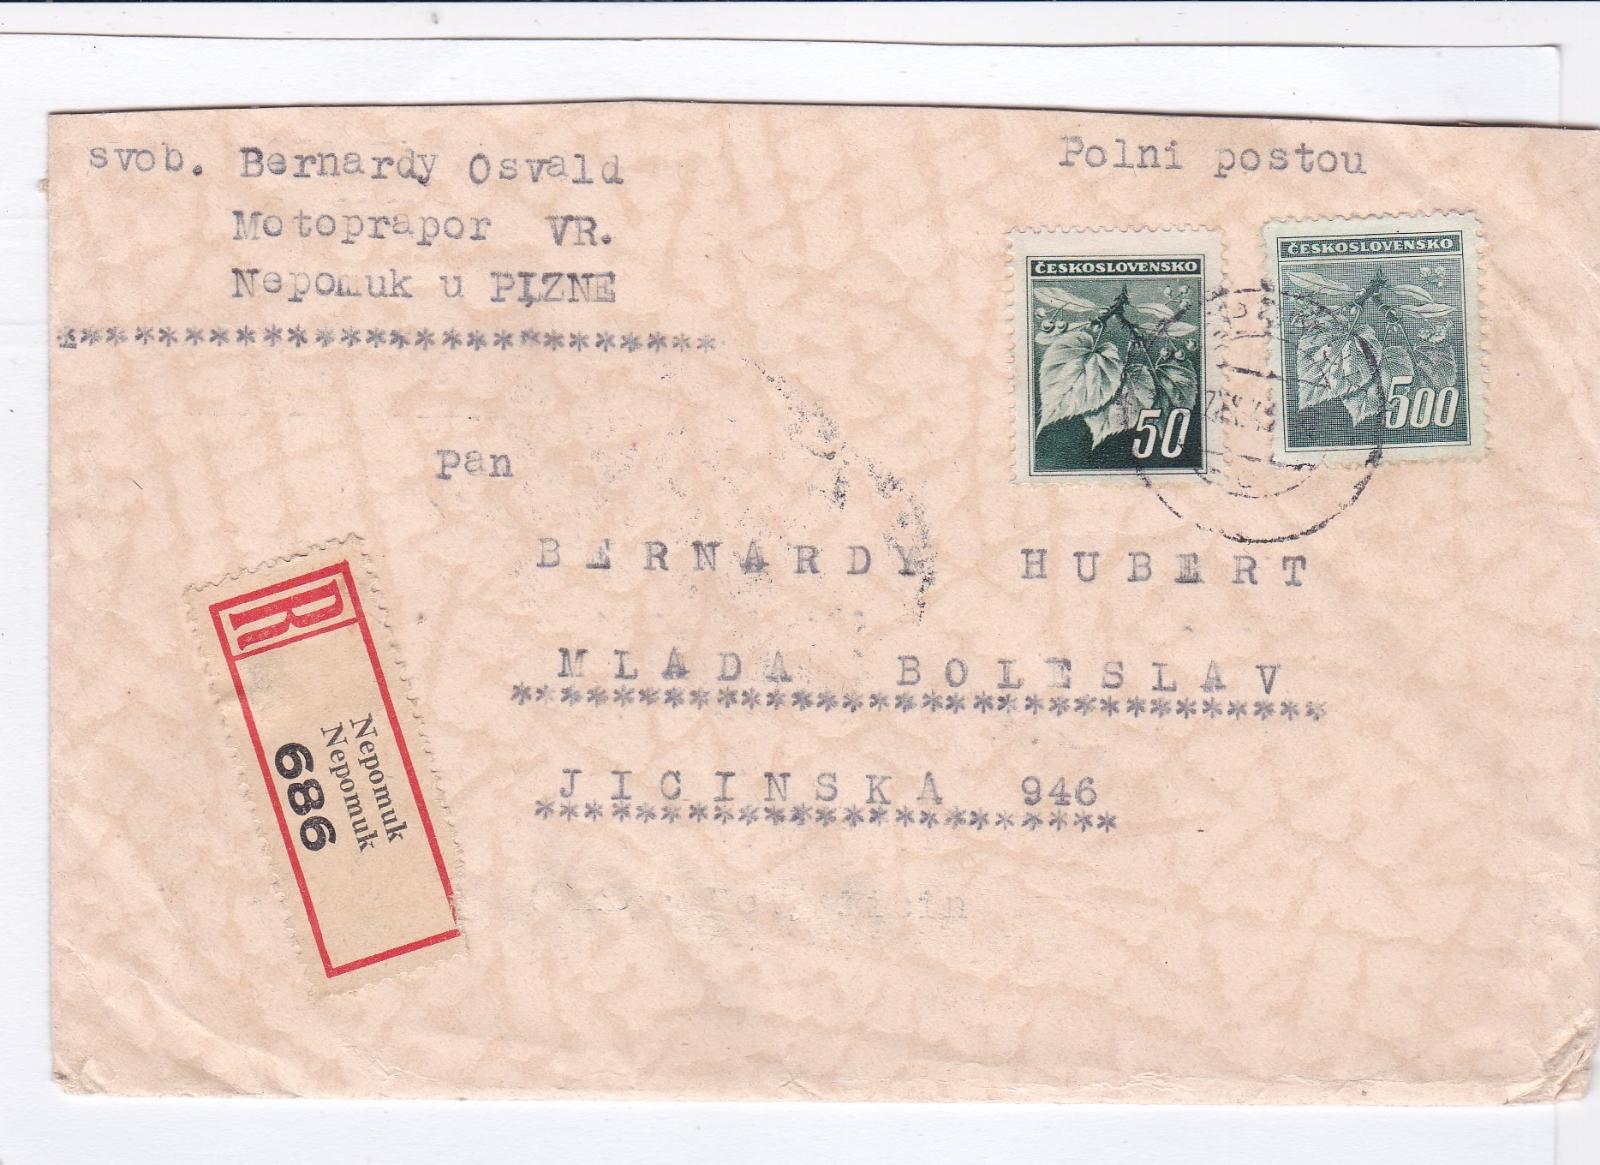 svob. Bernardy Osvald
Motoprapor VR.
Nepomuk u PLZNE
***************************
Polni postou
ČESKOSLOVENSKO
50
ČESKOSLOVENSKO
500
pan
BERNARDY HUBERT
MLADA BOLESLAV
********************************
JICINSKA 946
***********************
R
Nepomuk
Nepomuk
686